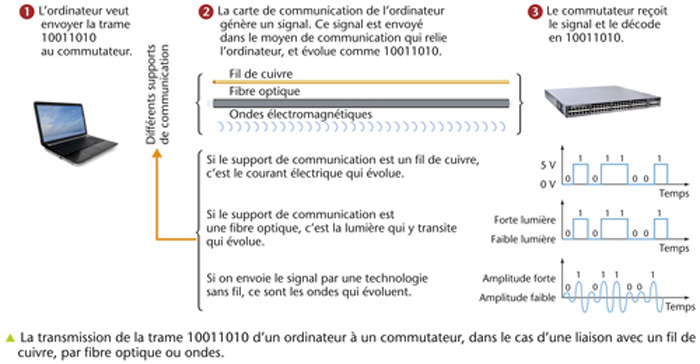 1 L'ordinateur veut
envoyer la trame
10011010
au commutateur.
2 La carte de communication de l'ordinateur
génère un signal. Ce signal est envoyé
dans le moyen de communication qui relie
l'ordinateur, et évolue comme 10011010.
3 Le commutateur reçoit
le signal et le décode
en 10011010.
Différents supports
de communication
Fil de cuivre
Fibre optique
Ondes électromagnétiques
Si le support de communication est un fil de cuivre,
c'est le courant électrique qui évolue.
5 V
0 V
0 1 0 1 1 0 0 1
Temps
Si le support de communication est
une fibre optique, c'est la lumière qui y transite
qui évolue.
Forte lumière
Faible lumière
0 1 0 1 1 0 0 1
Temps
Si on envoie le signal par une technologie
sans fil, ce sont les ondes qui évoluent.
Amplitude forte
Amplitude faible
0 1 0 1 1 0 0 1
Temps
La transmission de la trame 10011010 d'un ordinateur à un commutateur, dans le cas d'une liaison avec un fil de
cuivre, par fibre optique ou ondes.